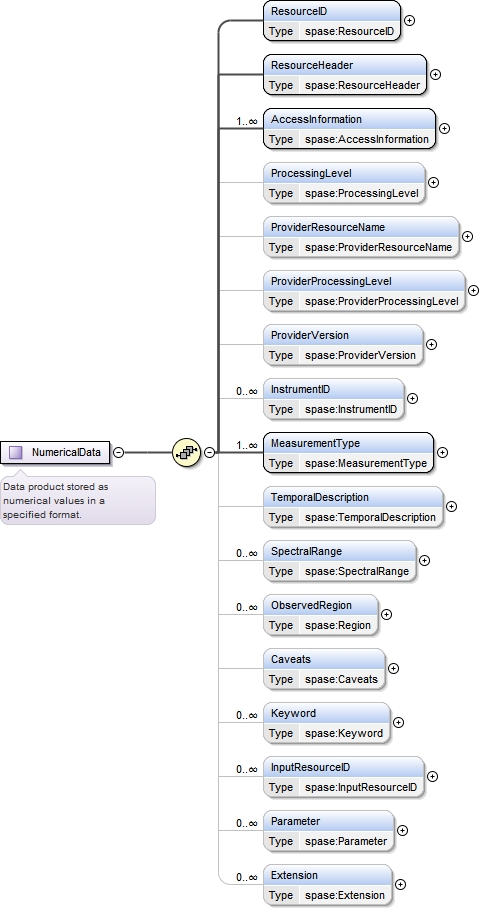 ResourceID
Type spase:ResourceID
ResourceHeader
Type spase:ResourceHeader
1..∞
AccessInformation
Type spase:AccessInformation
ProcessingLevel
Type spase:ProcessingLevel
ProviderResourceName
Type spase:ProviderResourceName
ProviderProcessingLevel
Type spase:ProviderProcessingLevel
ProviderVersion
Type spase:ProviderVersion
0..∞
InstrumentID
Type spase:InstrumentID
NumericalData
Data product stored as
numerical values in a
specified format.
1..∞
MeasurementType
Type spase:MeasurementType
TemporalDescription
Type spase:TemporalDescription
0..∞
SpectralRange
Type spase:SpectralRange
0..∞
ObservedRegion
Type spase:Region
Caveats
Type spase:Caveats
0..∞
Keyword
Type spase:Keyword
0..∞
InputResourceID
Type spase:InputResourceID
0..∞
Parameter
Type spase:Parameter
0..∞
Extension
Type spase:Extension